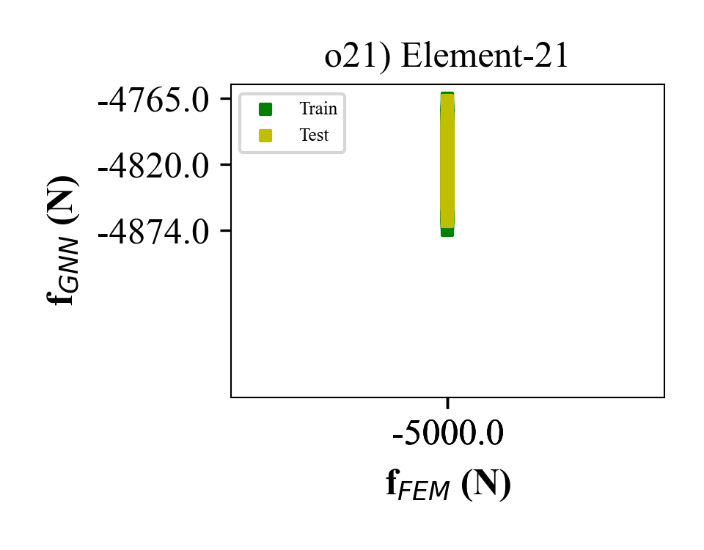 o21) Element-21
-4765.0
-4820.0
-4874.0
Train
Test
f_GNN (N)
-5000.0
f_FEM (N)